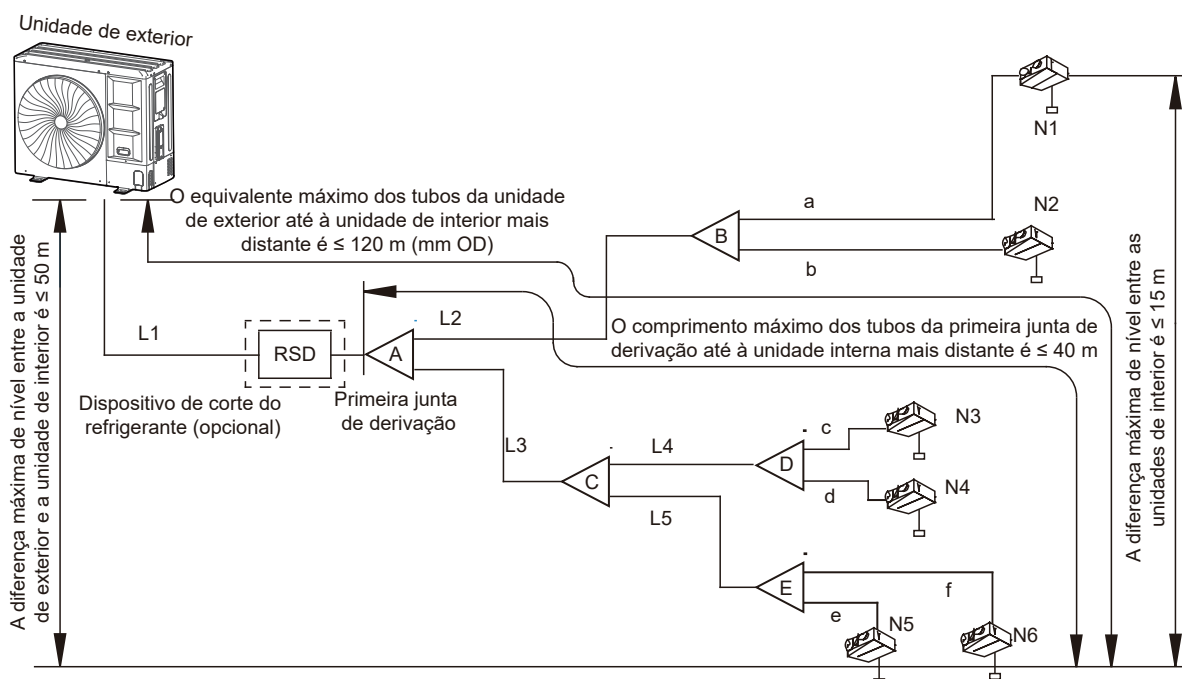 Unidade de exterior
O equivalente máximo dos tubos da unidade
de exterior até à unidade de interior mais
distante é ≤ 120 m (mm OD)
A diferença máxima de nível entre a unidade
de exterior e a unidade de interior é ≤ 50 m
L1
RSD
Dispositivo de corte do
refrigerante (opcional)
A
Primeira junta
de derivação
L2
B
a
b
N1
N2
O comprimento máximo dos tubos da primeira junta de
derivação até à unidade interna mais distante é ≤ 40 m
L3
C
L4
L5
D
c
d
N3
N4
E
e
f
N5
N6
A diferença máxima de nível entre as
unidades de interior é ≤ 15 m